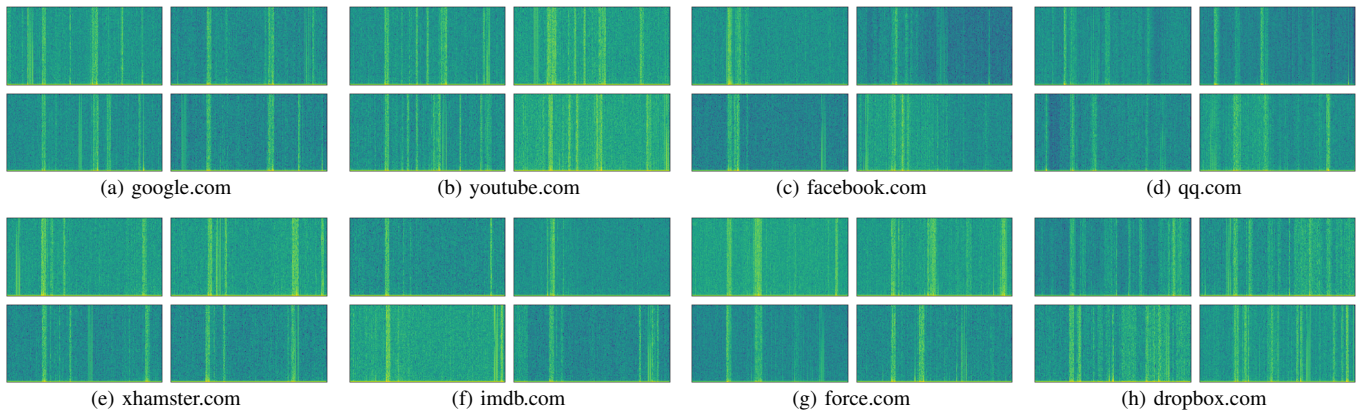 (a) google.com
(b) youtube.com
(c) facebook.com
(d) qq.com
(e) xhamster.com
(f) imdb.com
(g) force.com
(h) dropbox.com